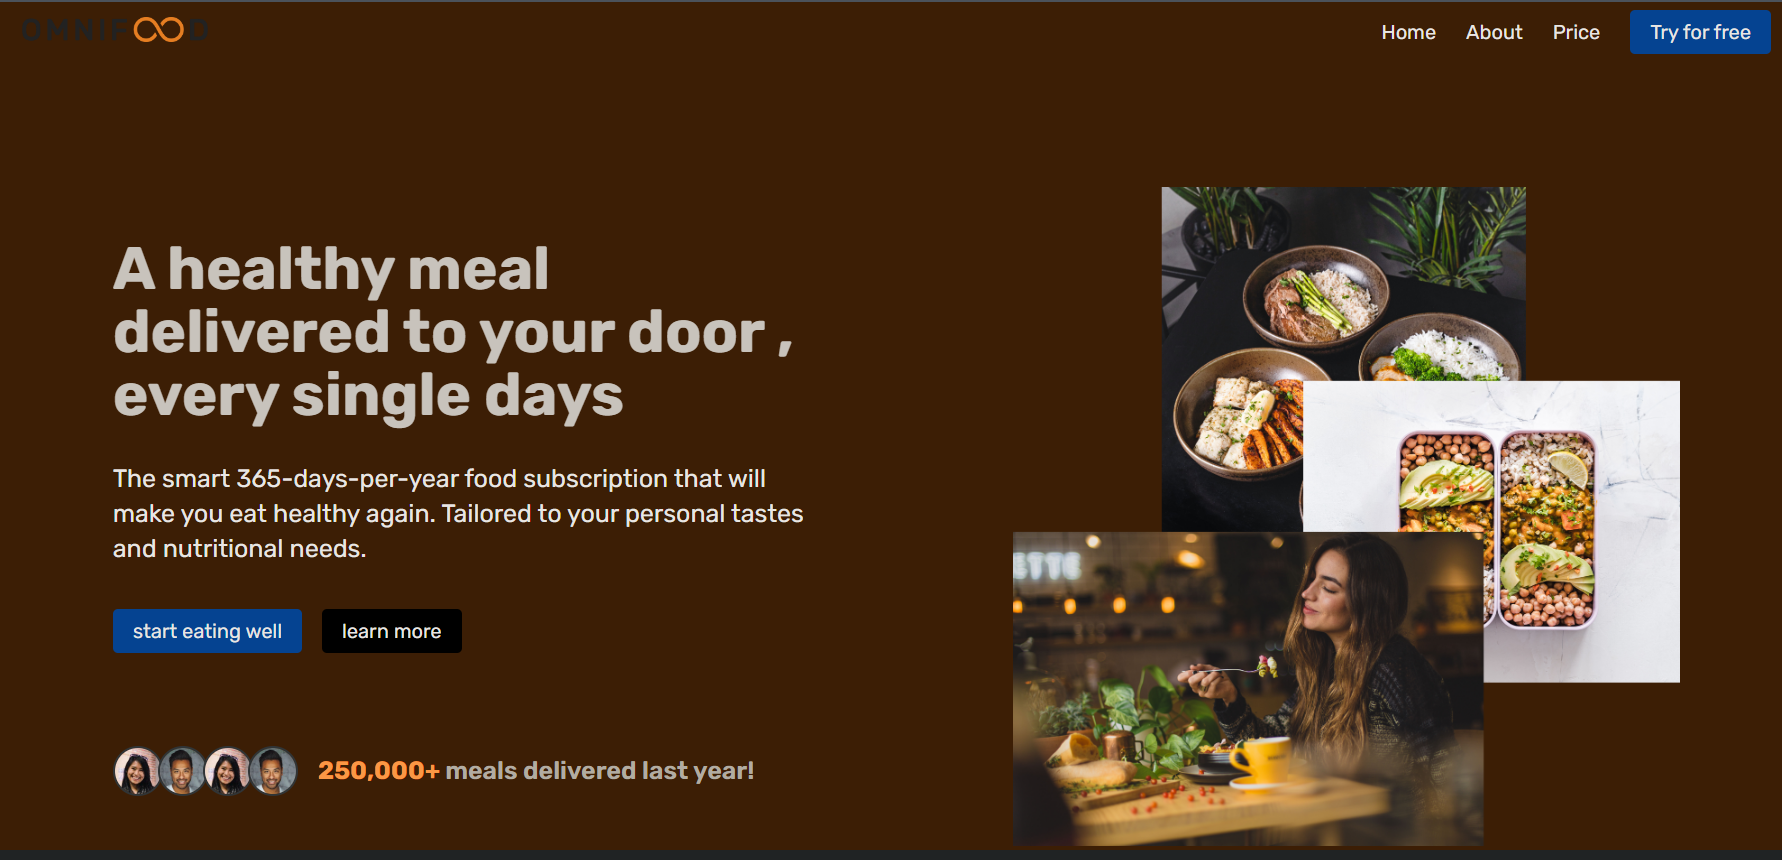 OMNIFOOD
Home About Price Try for free
A healthy meal
delivered to your door ,
every single days
The smart 365-days-per-year food subscription that will
make you eat healthy again. Tailored to your personal tastes
and nutritional needs.
start eating well learn more
250,000+ meals delivered last year!
ETTE